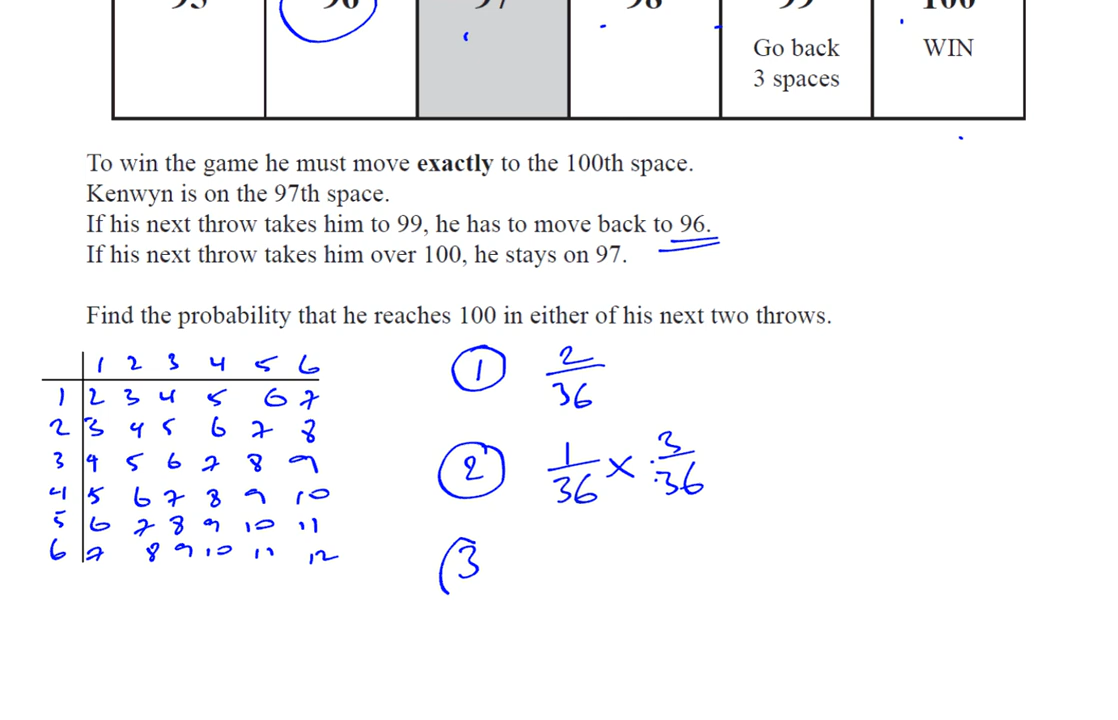 95 96 97 98 99 100
Go back WIN
3 spaces
To win the game he must move exactly to the 100th space.
Kenwyn is on the 97th space.
If his next throw takes him to 99, he has to move back to 96.
If his next throw takes him over 100, he stays on 97.
Find the probability that he reaches 100 in either of his next two throws.
1 2 3 4 5 6
1 2 3 4 5 6 7
2 3 4 5 6 7 8
3 4 5 6 7 8 9
4 5 6 7 8 9 10
5 6 7 8 9 10 11
6 7 8 9 10 11 12
1 2/36
2 1/36 × 3/36
(3